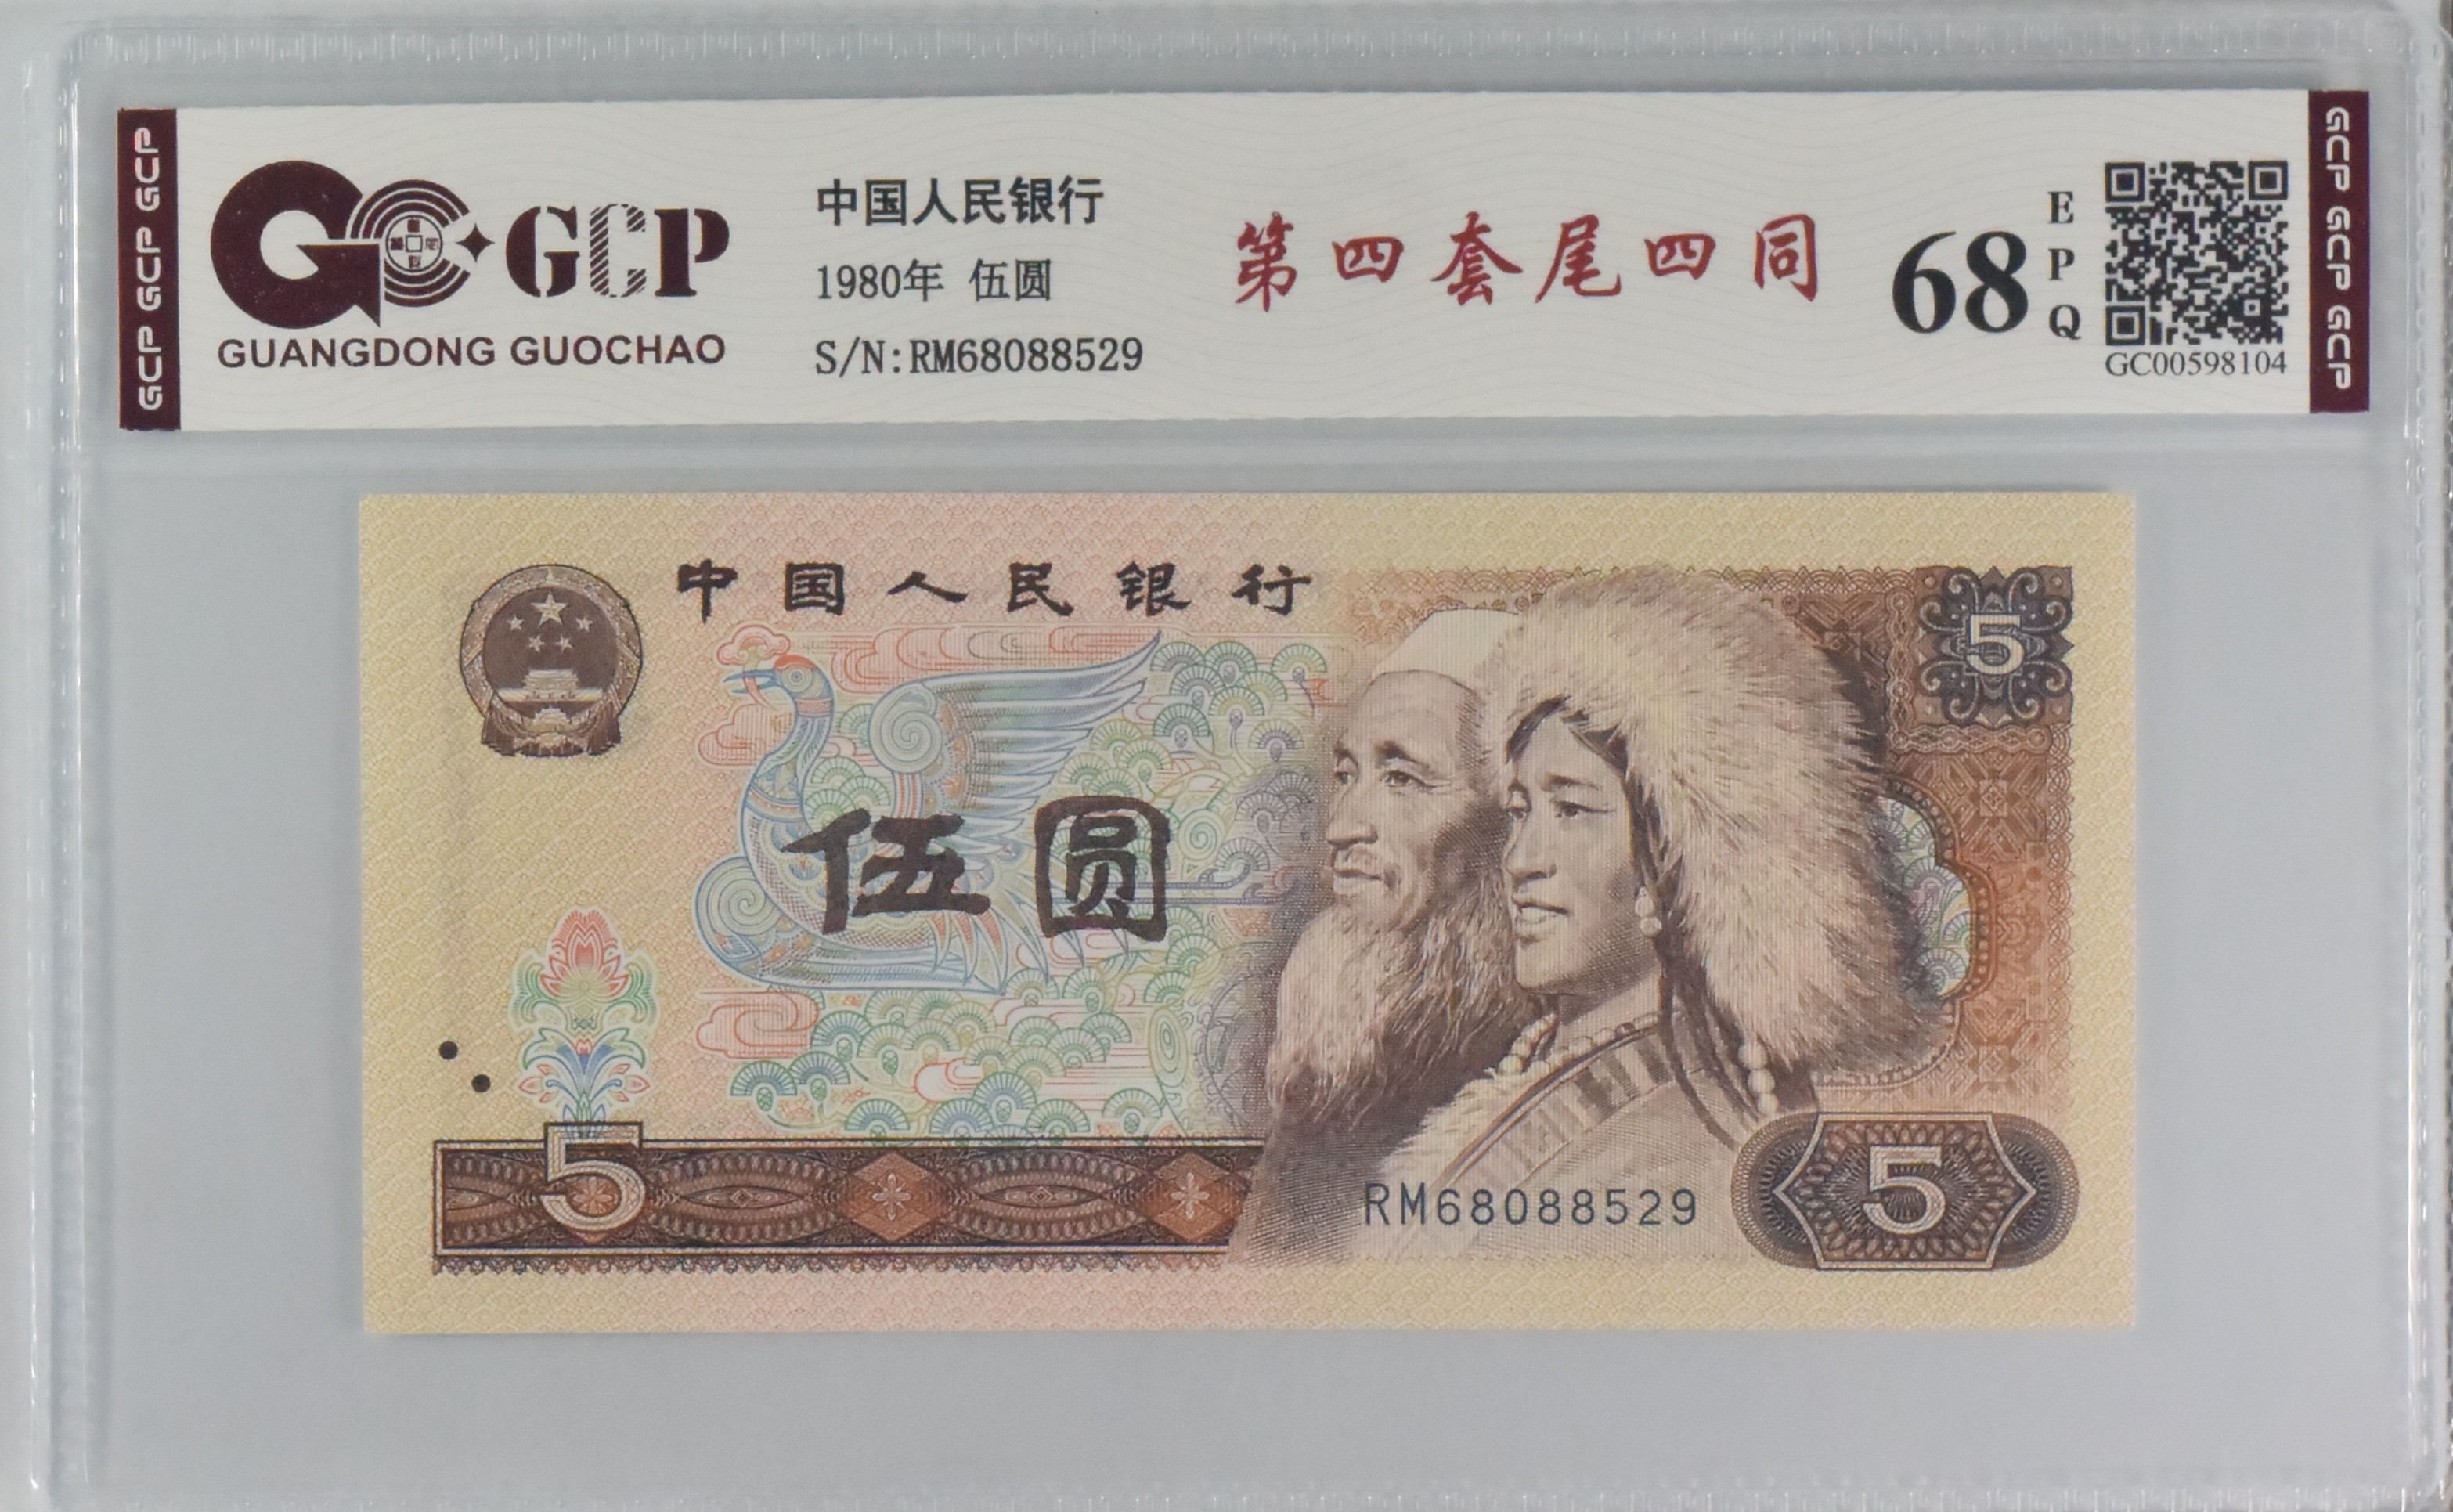 GCP GCP GCP
GCP
GUANGDONG GUOCHAO
中国人民银行
1980年 伍圆
S/N:RM68088529
第四套尾四同
68
EPQ
GC00598104
GCP GCP GCP
中国人民银行
5
伍圆
5
RM68088529
5